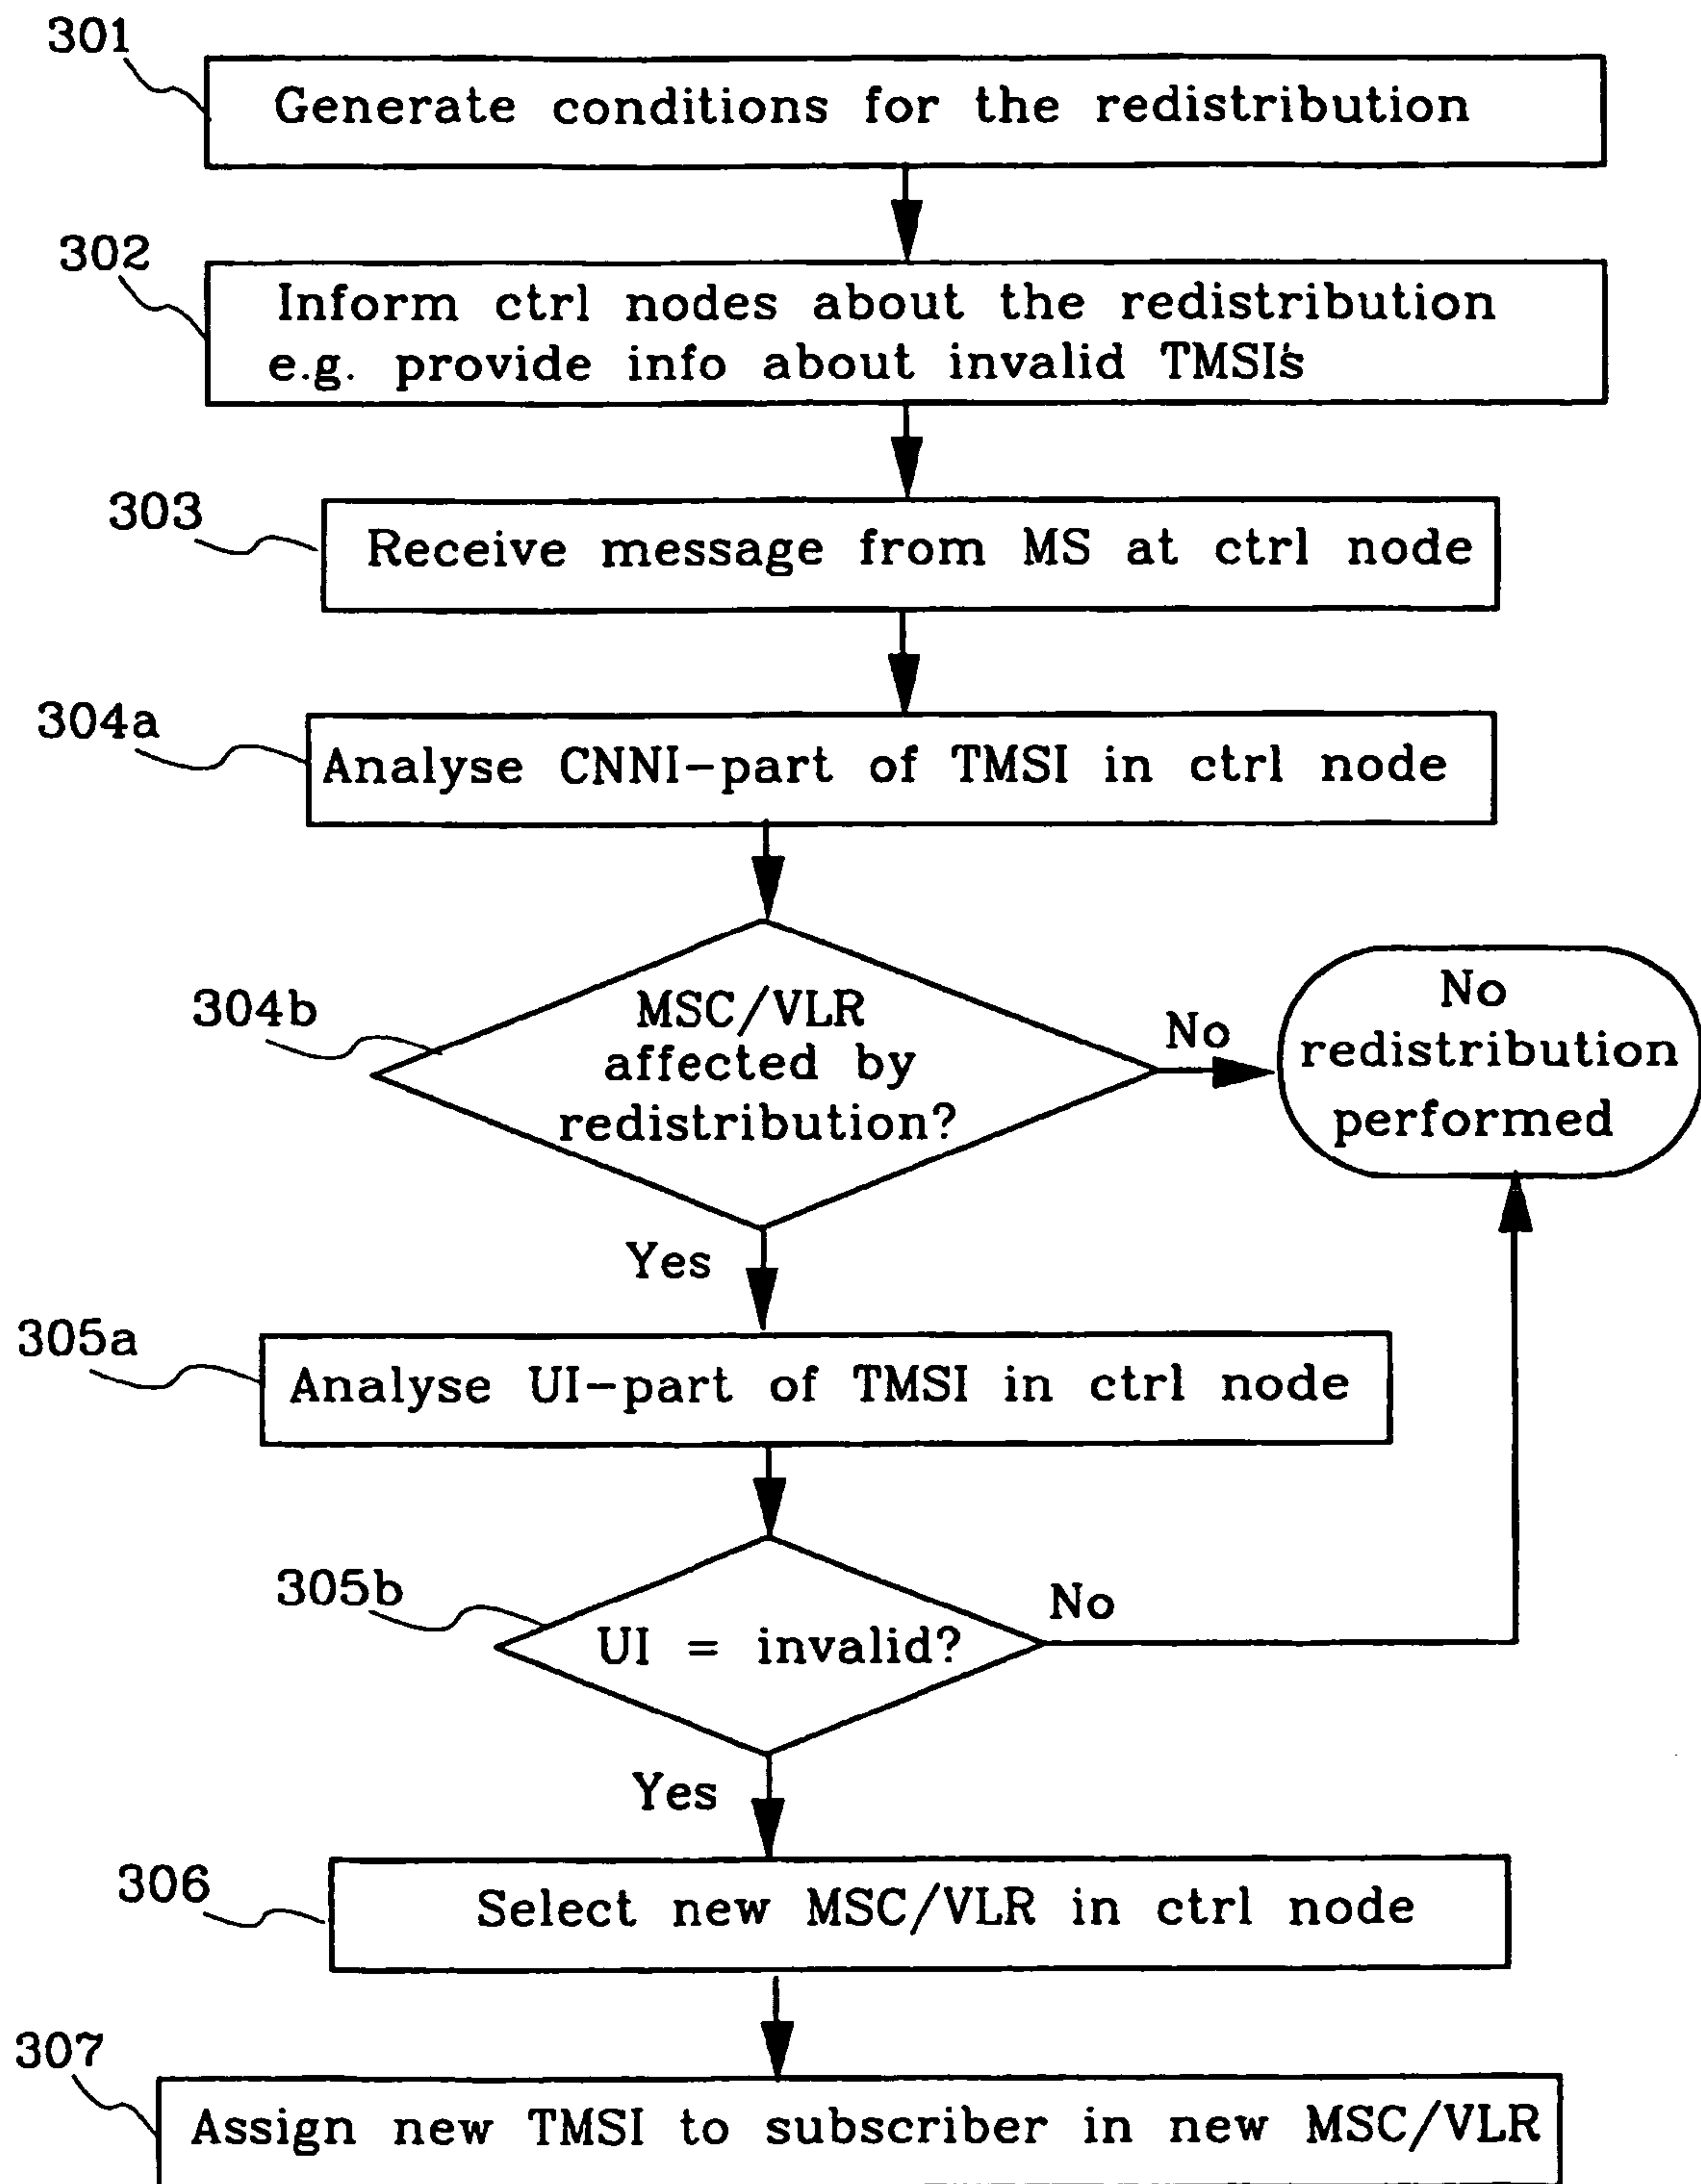 301
Generate conditions for the redistribution
302
Inform ctrl nodes about the redistribution
e.g. provide info about invalid TMSI's
303
Receive message from MS at ctrl node
304a
Analyse CNNI-part of TMSI in ctrl node
304b
MSC/VLR
affected by
redistribution?
No
No
redistribution
performed
Yes
305a
Analyse UI-part of TMSI in ctrl node
305b
UI = invalid?
No
Yes
306
Select new MSC/VLR in ctrl node
307
Assign new TMSI to subscriber in new MSC/VLR